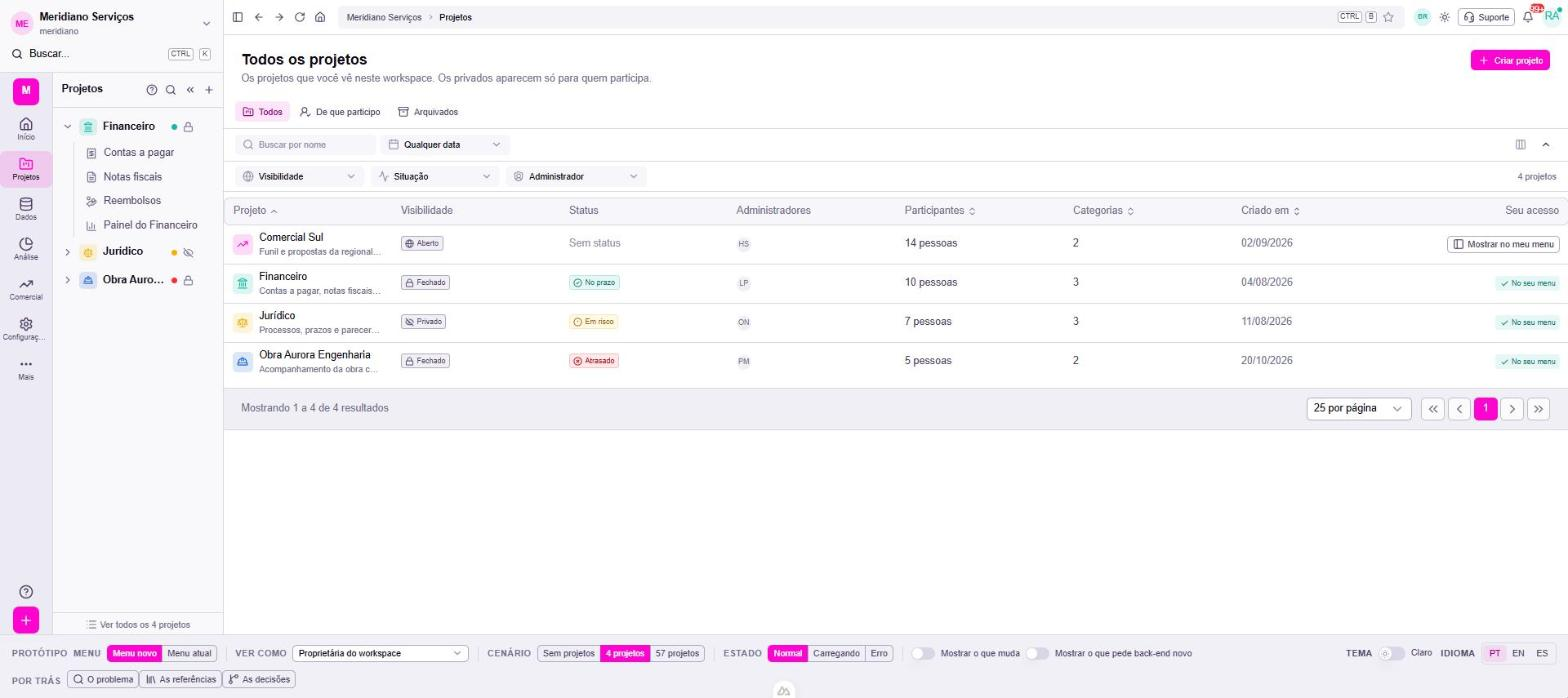 ME Meridiano Serviços
meridiano
Buscar... CTRL K
Meridiano Serviços > Projetos CTRL B BR Suporte 99+ RA
M
Início
Projetos
Dados
Análise
Comercial
Configuraç...
Mais
Projetos
Financeiro
Contas a pagar
Notas fiscais
Reembolsos
Painel do Financeiro
Jurídico
Obra Auro...
Ver todos os 4 projetos
Todos os projetos
Os projetos que você vê neste workspace. Os privados aparecem só para quem participa.
Criar projeto
Todos De que participo Arquivados
Buscar por nome Qualquer data
Visibilidade Situação Administrador 4 projetos
Projeto Visibilidade Status Administradores Participantes Categorias Criado em Seu acesso
Comercial Sul Aberto Sem status HS 14 pessoas 2 02/09/2026 Mostrar no meu menu
Funil e propostas da regional...
Financeiro Fechado No prazo LP 10 pessoas 3 04/08/2026 No seu menu
Contas a pagar, notas fiscais...
Jurídico Privado Em risco ON 7 pessoas 3 11/08/2026 No seu menu
Processos, prazos e parecer...
Obra Aurora Engenharia Fechado Atrasado PM 5 pessoas 2 20/10/2026 No seu menu
Acompanhamento da obra c...
Mostrando 1 a 4 de 4 resultados 25 por página 1
PROTÓTIPO MENU Menu novo Menu atual VER COMO Proprietária do workspace CENÁRIO Sem projetos 4 projetos 57 projetos ESTADO Normal Carregando Erro Mostrar o que muda Mostrar o que pede back-end novo TEMA Claro IDIOMA PT EN ES
POR TRÁS O problema As referências As decisões